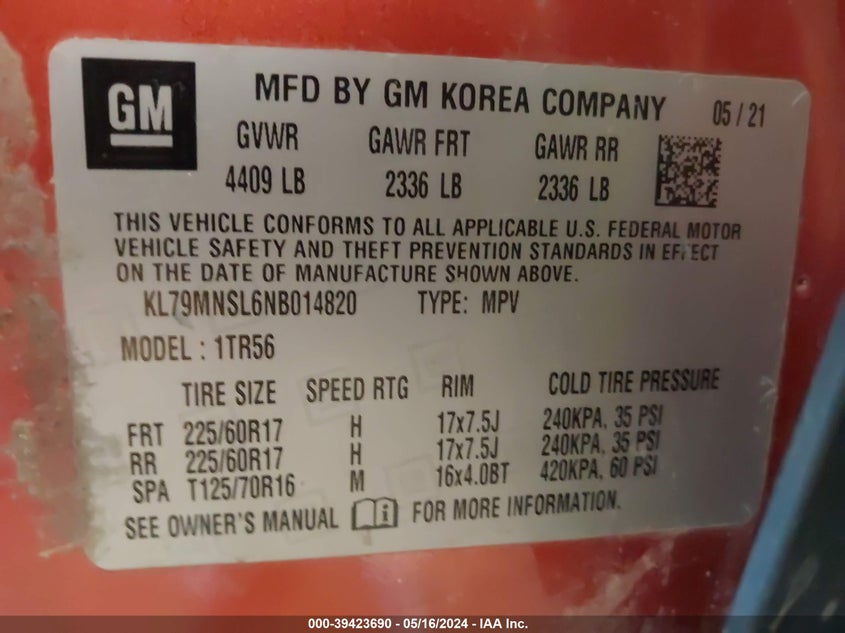 GM
MFD BY GM KOREA COMPANY 05 / 21
GVWR GAWR FRT GAWR RR
4409 LB 2336 LB 2336 LB
THIS VEHICLE CONFORMS TO ALL APPLICABLE U.S. FEDERAL MOTOR
VEHICLE SAFETY AND THEFT PREVENTION STANDARDS IN EFFECT
ON THE DATE OF MANUFACTURE SHOWN ABOVE.
KL79MNSL6NB014820 TYPE: MPV
MODEL : 1TR56
TIRE SIZE SPEED RTG RIM COLD TIRE PRESSURE
FRT 225/60R17 H 17x7.5J 240KPA, 35 PSI
RR 225/60R17 H 17x7.5J 240KPA, 35 PSI
SPA T125/70R16 M 16x4.0BT 420KPA, 60 PSI
SEE OWNER'S MANUAL i FOR MORE INFORMATION.
000-39423690 - 05/16/2024 - IAA Inc.